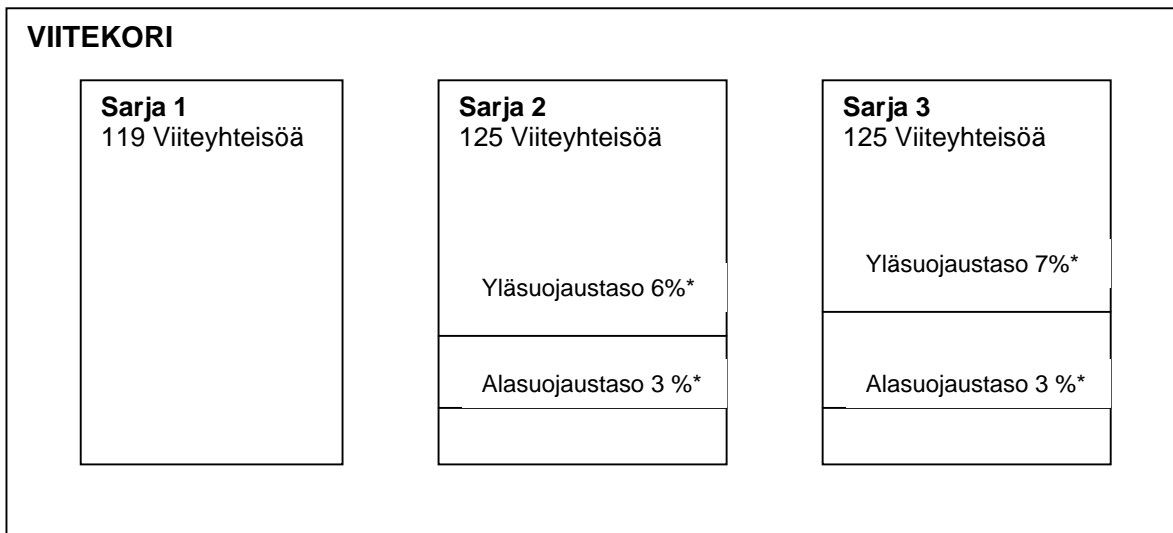 VIITEKORI
Sarja 1
119 Viiteyhteisöä
Sarja 2
125 Viiteyhteisöä
Yläsuojaustaso 6%*
Alasuojaustaso 3 %*
Sarja 3
125 Viiteyhteisöä
Yläsuojaustaso 7%*
Alasuojaustaso 3 %*